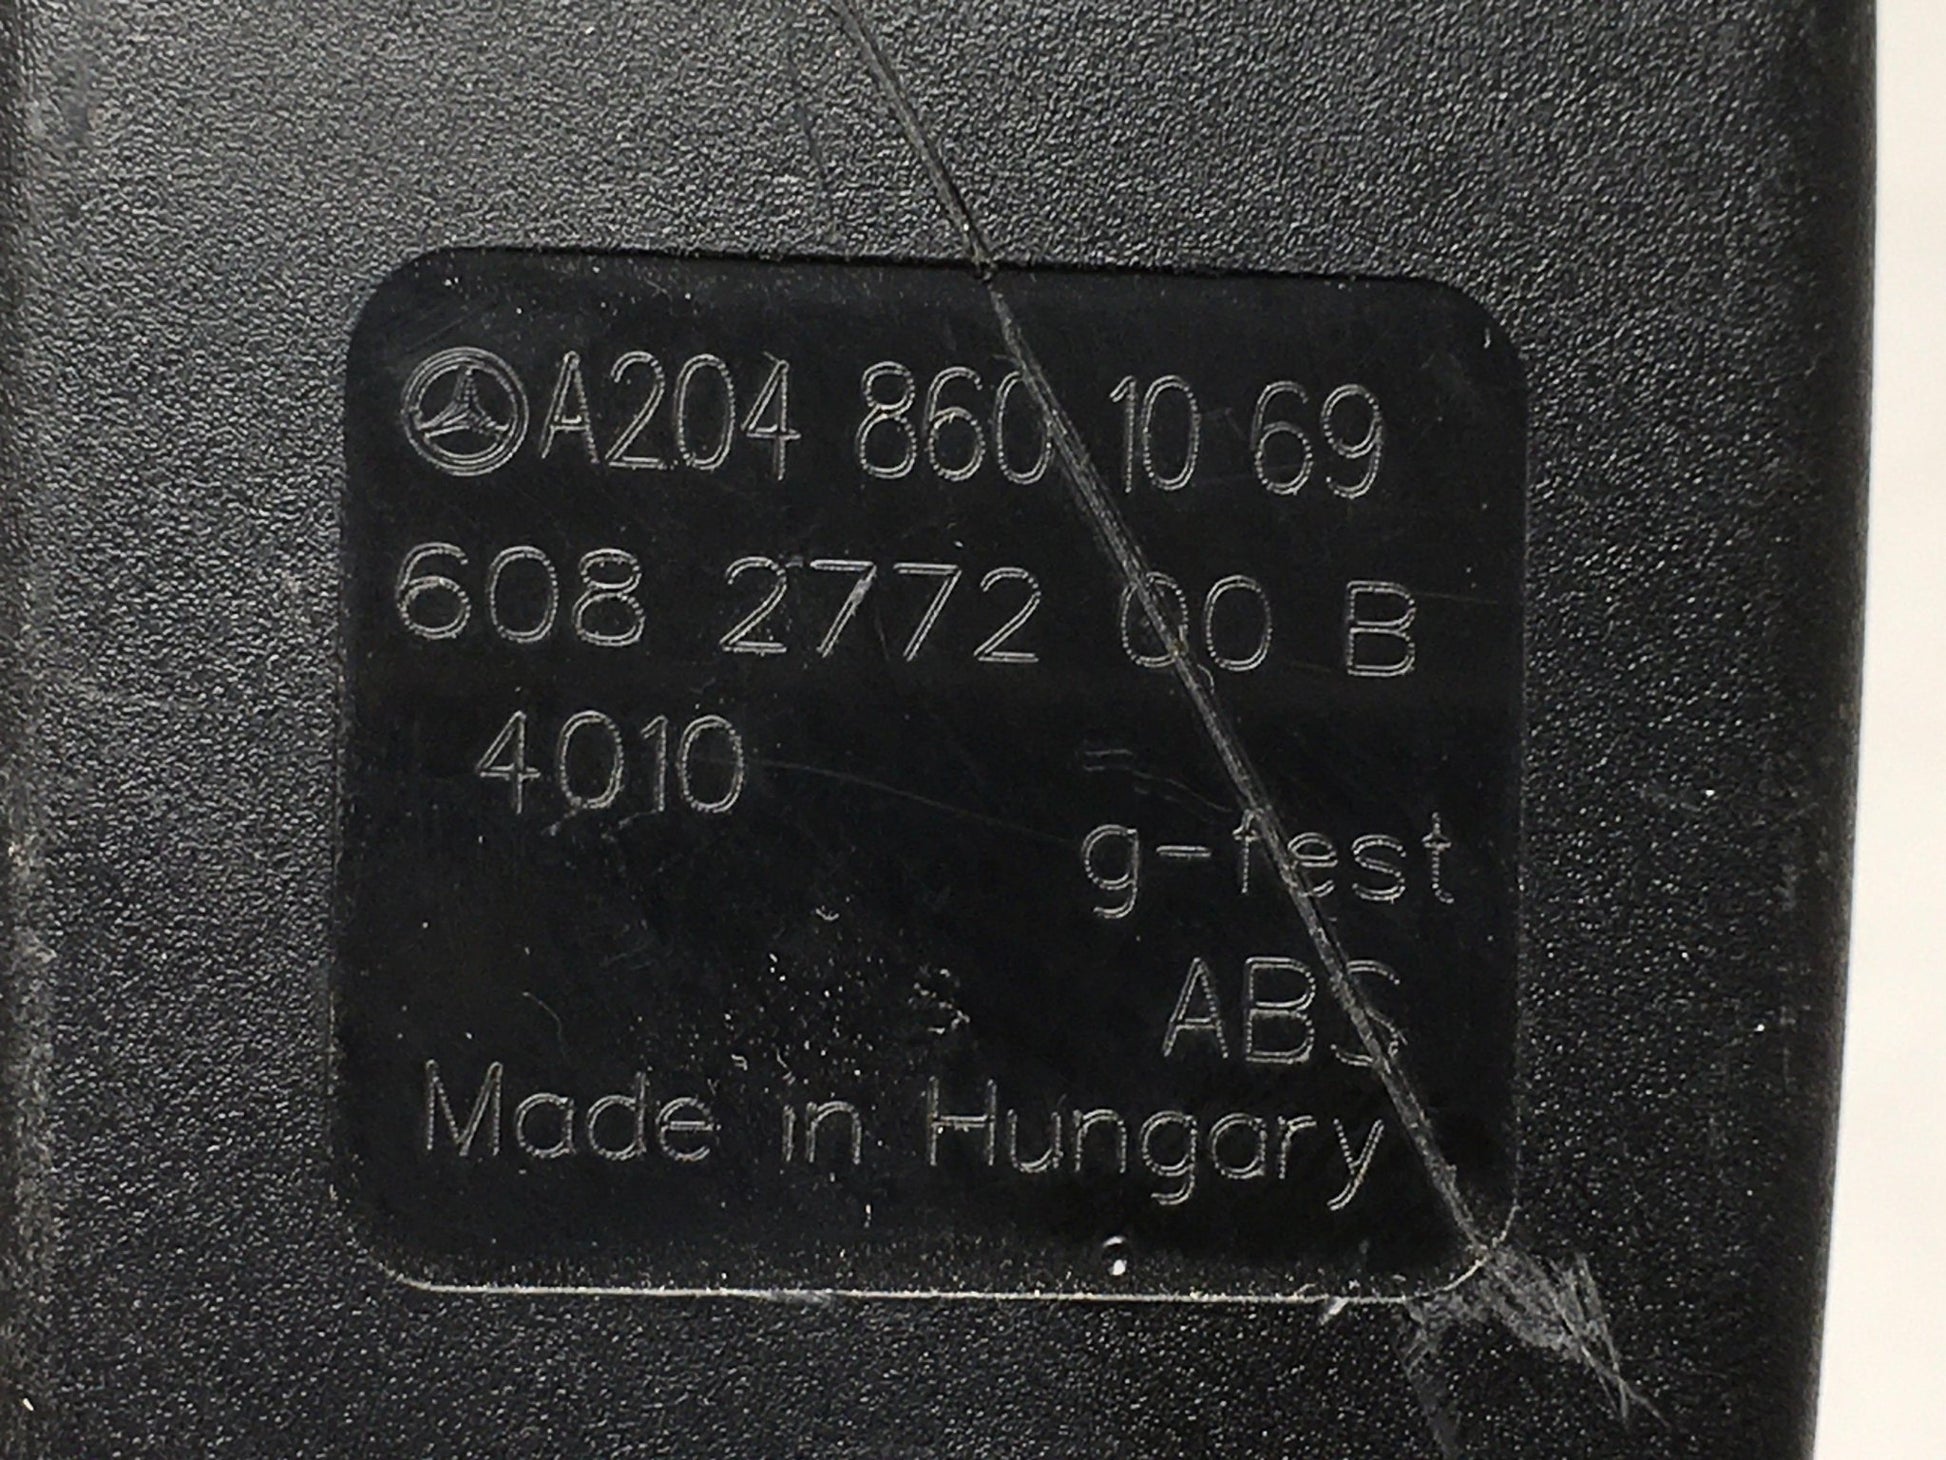 A204 860 10 69
608 2772 00 B
4010
g-fest
ABS
Made in Hungary